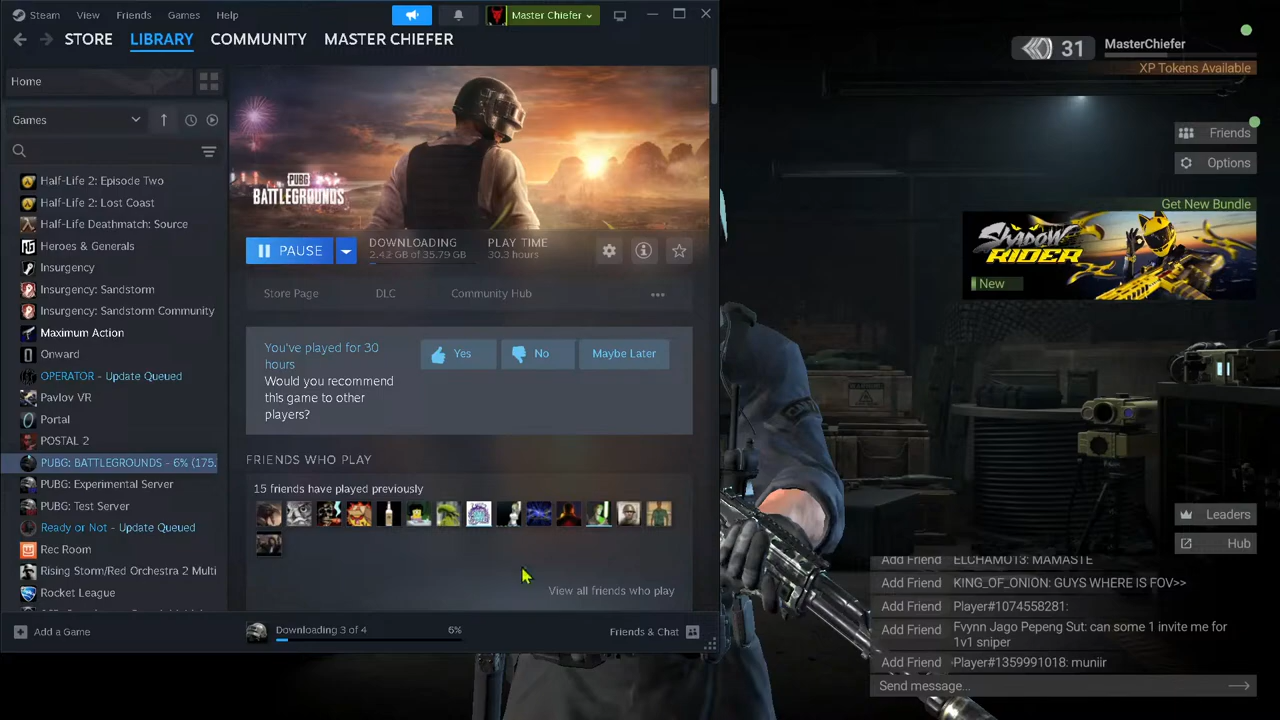 Steam View Friends Games Help Master Chiefer
STORE LIBRARY COMMUNITY MASTER CHIEFER
Home
Games
Half-Life 2: Episode Two
Half-Life 2: Lost Coast
Half-Life Deathmatch: Source
Heroes & Generals
Insurgency
Insurgency: Sandstorm
Insurgency: Sandstorm Community
Maximum Action
Onward
OPERATOR - Update Queued
Pavlov VR
Portal
POSTAL 2
PUBG: BATTLEGROUNDS - 6% (175.
PUBG: Experimental Server
PUBG: Test Server
Ready or Not - Update Queued
Rec Room
Rising Storm/Red Orchestra 2 Multi
Rocket League
Add a Game
PUBG
BATTLEGROUNDS
PAUSE
DOWNLOADING
2.42 GB of 35.79 GB
PLAY TIME
30.3 hours
Store Page DLC Community Hub
You've played for 30
hours
Would you recommend
this game to other
players?
Yes No Maybe Later
FRIENDS WHO PLAY
15 friends have played previously
View all friends who play
Downloading 3 of 4 6%
Friends & Chat
31
MasterChiefer
XP Tokens Available
Friends
Options
Get New Bundle
SHADOW
RIDER
New
Leaders
Hub
Add Friend ELCHAMO13: MAMASTE
Add Friend KING_OF_ONION: GUYS WHERE IS FOV>>
Add Friend Player#1074558281:
Add Friend Fvynn Jago Pepeng Sut: can some 1 invite me for
1v1 sniper
Add Friend Player#1359991018: muniir
Send message...